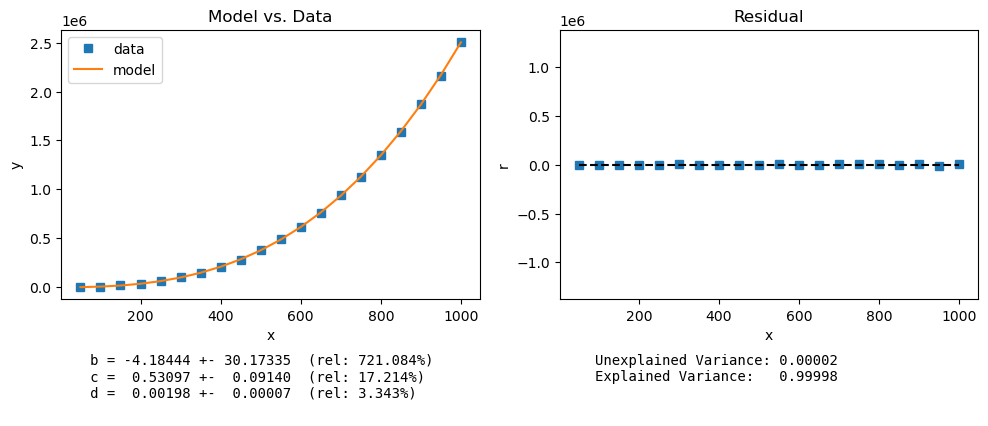 Model vs. Data
1e6
2.5
2.0
1.5
1.0
0.5
0.0
y
data
model
200 400 600 800 1000
x
b = -4.18444 +- 30.17335  (rel: 721.084%)
c =  0.53097 +-  0.09140  (rel: 17.214%)
d =  0.00198 +-  0.00007  (rel: 3.343%)
Residual
1e6
1.0
0.5
0.0
−0.5
−1.0
r
200 400 600 800 1000
x
Unexplained Variance: 0.00002
Explained Variance:   0.99998